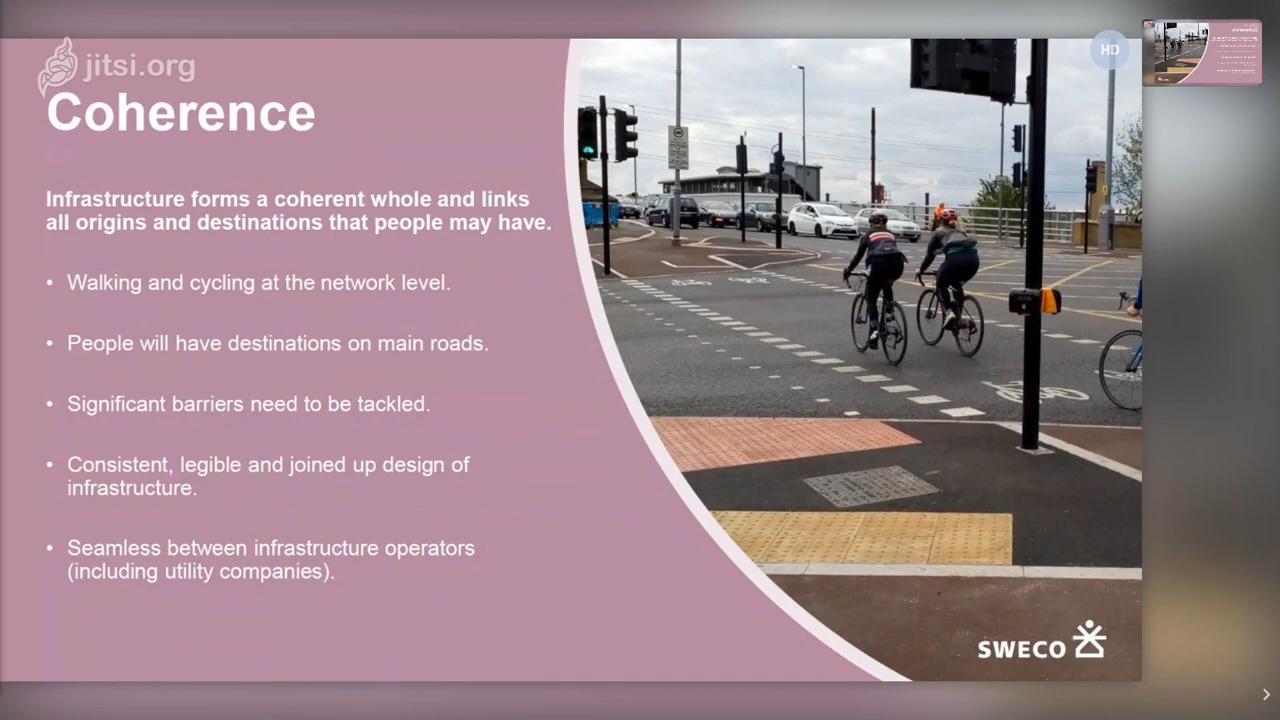 jitsi.org
HD
Coherence
Infrastructure forms a coherent whole and links
all origins and destinations that people may have.
• Walking and cycling at the network level.
• People will have destinations on main roads.
• Significant barriers need to be tackled.
• Consistent, legible and joined up design of
infrastructure.
• Seamless between infrastructure operators
(including utility companies).
SWECO